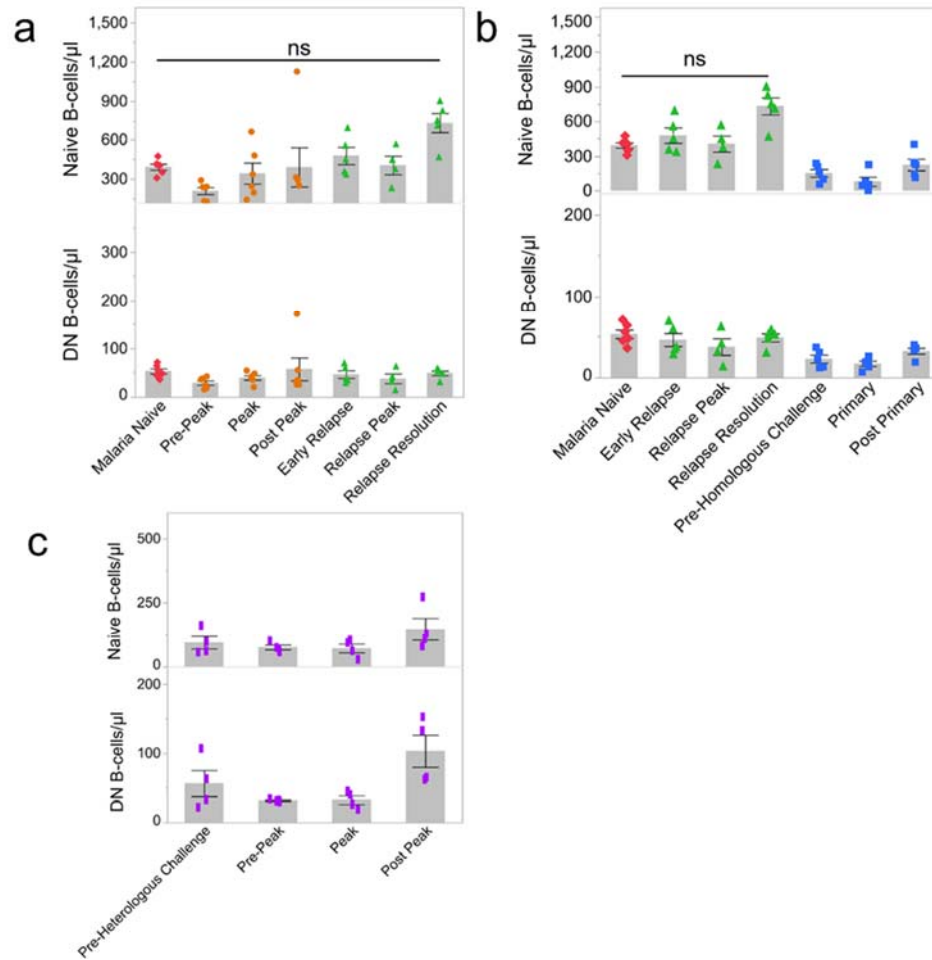 a
1,500
1,200
900
600
300
Naive B-cells/µl
ns
300
200
100
0
DN B-cells/µl
Malaria Naive
Pre-Peak
Peak
Post Peak
Early Relapse
Relapse Peak
Relapse Resolution
b
1,500
1,200
900
600
300
0
Naive B-cells/µl
ns
200
100
0
DN B-cells/µl
Malaria Naive
Early Relapse
Relapse Peak
Relapse Resolution
Pre-Homologous Challenge
Primary
Post Primary
c
500
250
0
Naive B-cells/µl
200
100
0
DN B-cells/µl
Pre-Heterologous Challenge
Pre-Peak
Peak
Post Peak